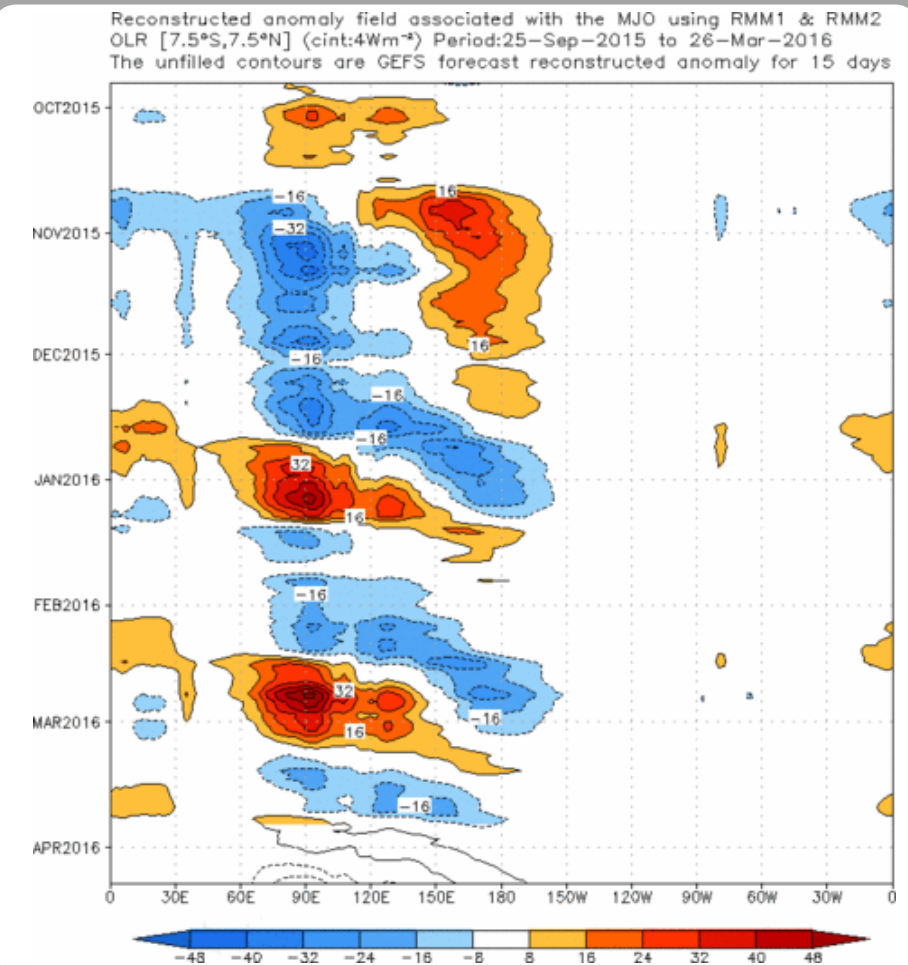 Reconstructed anomaly field associated with the MJO using RMM1 & RMM2
OLR [7.5°S,7.5°N] (cint:4Wm⁻²) Period:25-Sep-2015 to 26-Mar-2016
The unfilled contours are GEFS forecast reconstructed anomaly for 15 days
OCT2015
16
-16
-32
NOV2015
16
DEC2015
-16
-16
-16
32
JAN2016
16
-16
FEB2016
32
-16
MAR2016
16
-16
APR2016
0 30E 60E 90E 120E 150E 180 150W 120W 90W 60W 30W 0
-48 -40 -32 -24 -16 -8 8 16 24 32 40 48